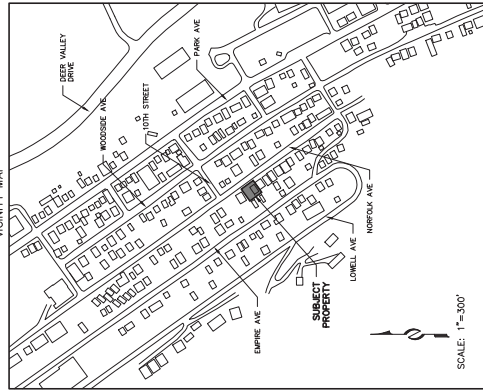 VICINITY MAP
DEER VALLEY
DRIVE
WOODSIDE AVE
PARK AVE
10TH STREET
EMPIRE AVE
SUBJECT
PROPERTY
LOWELL AVE
NORFOLK AVE
SCALE: 1"=300'